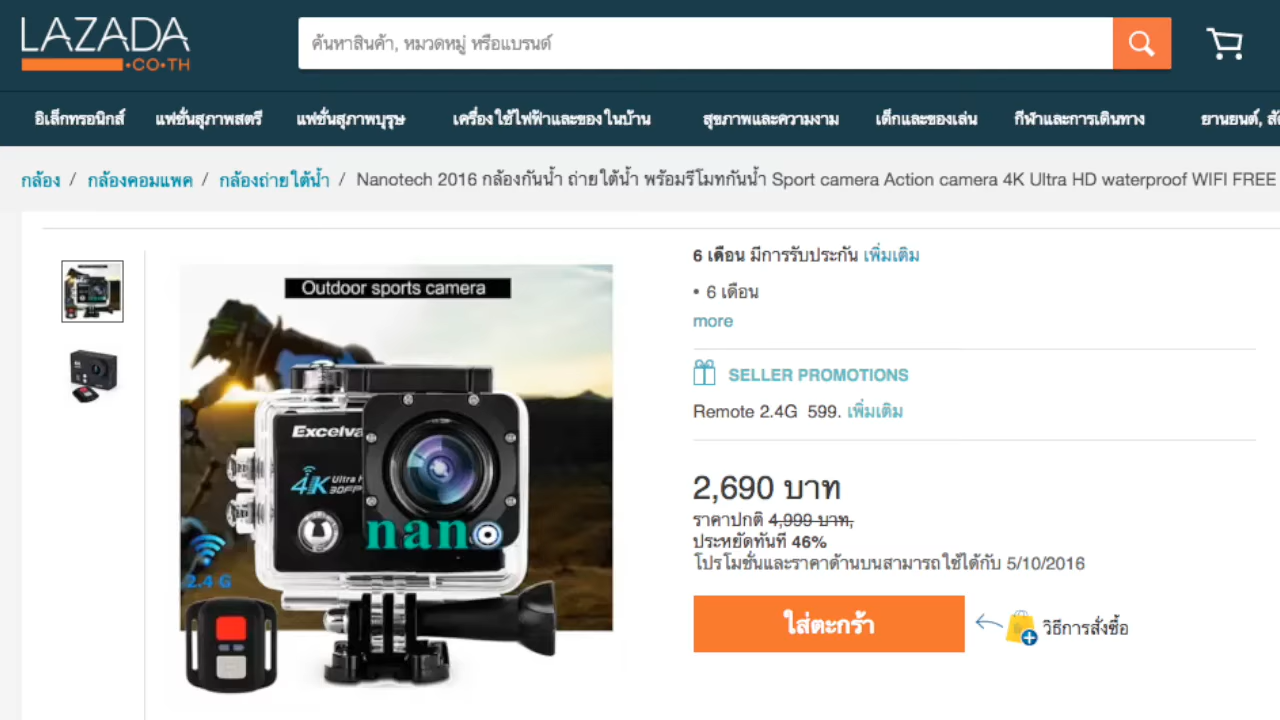 LAZADA
•CO•TH
ค้นหาสินค้า, หมวดหมู่ หรือแบรนด์
อิเล็กทรอนิกส์ แฟชั่นสุภาพสตรี แฟชั่นสุภาพบุรุษ เครื่องใช้ไฟฟ้าและของในบ้าน สุขภาพและความงาม เด็กและของเล่น กีฬาและการเดินทาง ยานยนต์,
กล้อง / กล้องคอมแพค / กล้องถ่ายใต้น้ำ / Nanotech 2016 กล้องกันน้ำ ถ่ายใต้น้ำ พร้อมรีโมทกันน้ำ Sport camera Action camera 4K Ultra HD waterproof WIFI FREE
Outdoor sports camera
Excelva
4K Ultra H
30FP
nano
2.4 G
6 เดือน มีการรับประกัน เพิ่มเติม
• 6 เดือน
more
SELLER PROMOTIONS
Remote 2.4G 599. เพิ่มเติม
2,690 บาท
ราคาปกติ 4,999 บาท,
ประหยัดทันที 46%
โปรโมชั่นและราคาด้านบนสามารถใช้ได้กับ 5/10/2016
ใส่ตะกร้า
วิธีการสั่งซื้อ